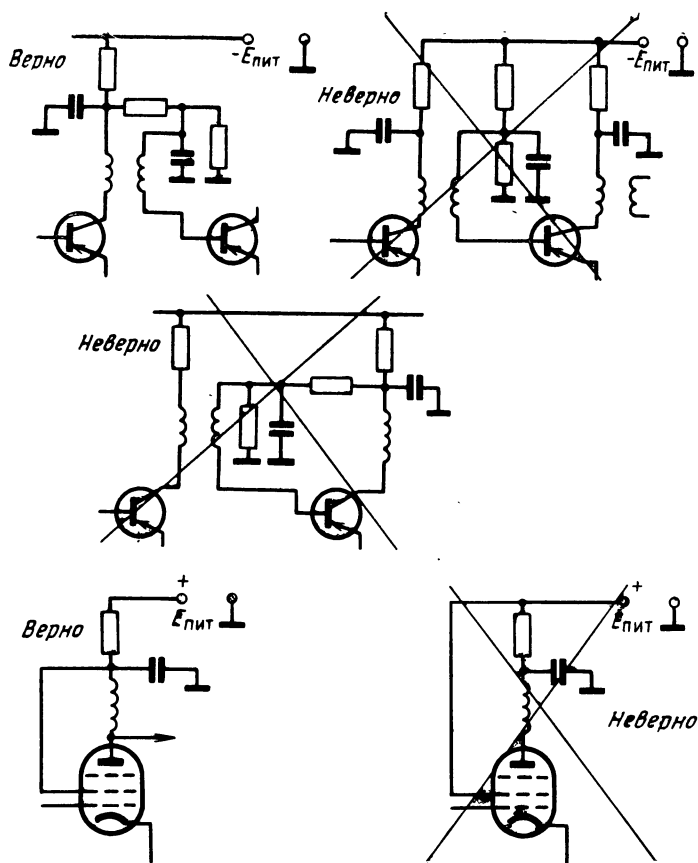 Верно
-Eпит
Неверно
-Eпит
Неверно
+
Eпит
Верно
+
Eпит
Неверно